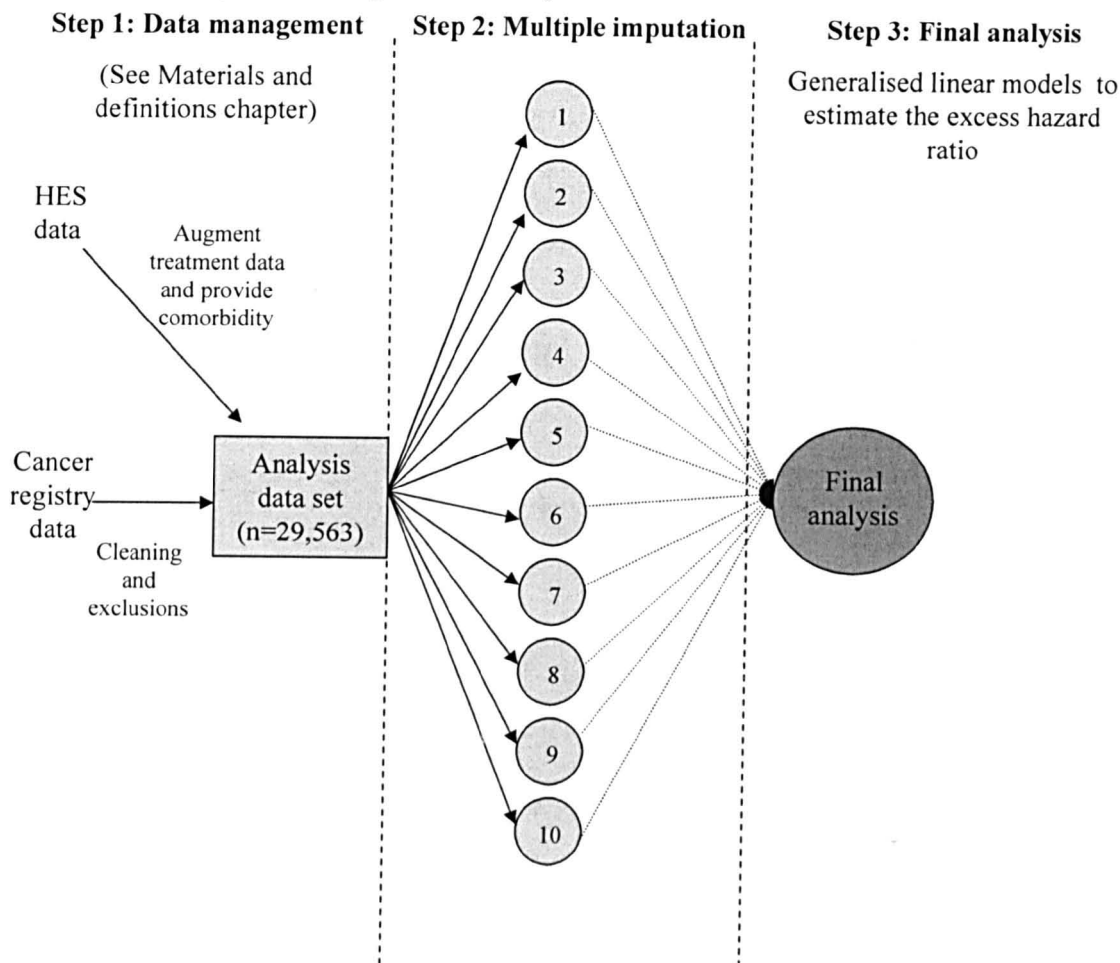 Step 1: Data management
(See Materials and
definitions chapter)
HES
data
Augment
treatment data
and provide
comorbidity
Cancer
registry
data
Cleaning
and
exclusions
Analysis
data set
(n=29,563)
Step 2: Multiple imputation
1
2
3
4
5
6
7
8
9
10
Step 3: Final analysis
Generalised linear models to
estimate the excess hazard
ratio
Final
analysis